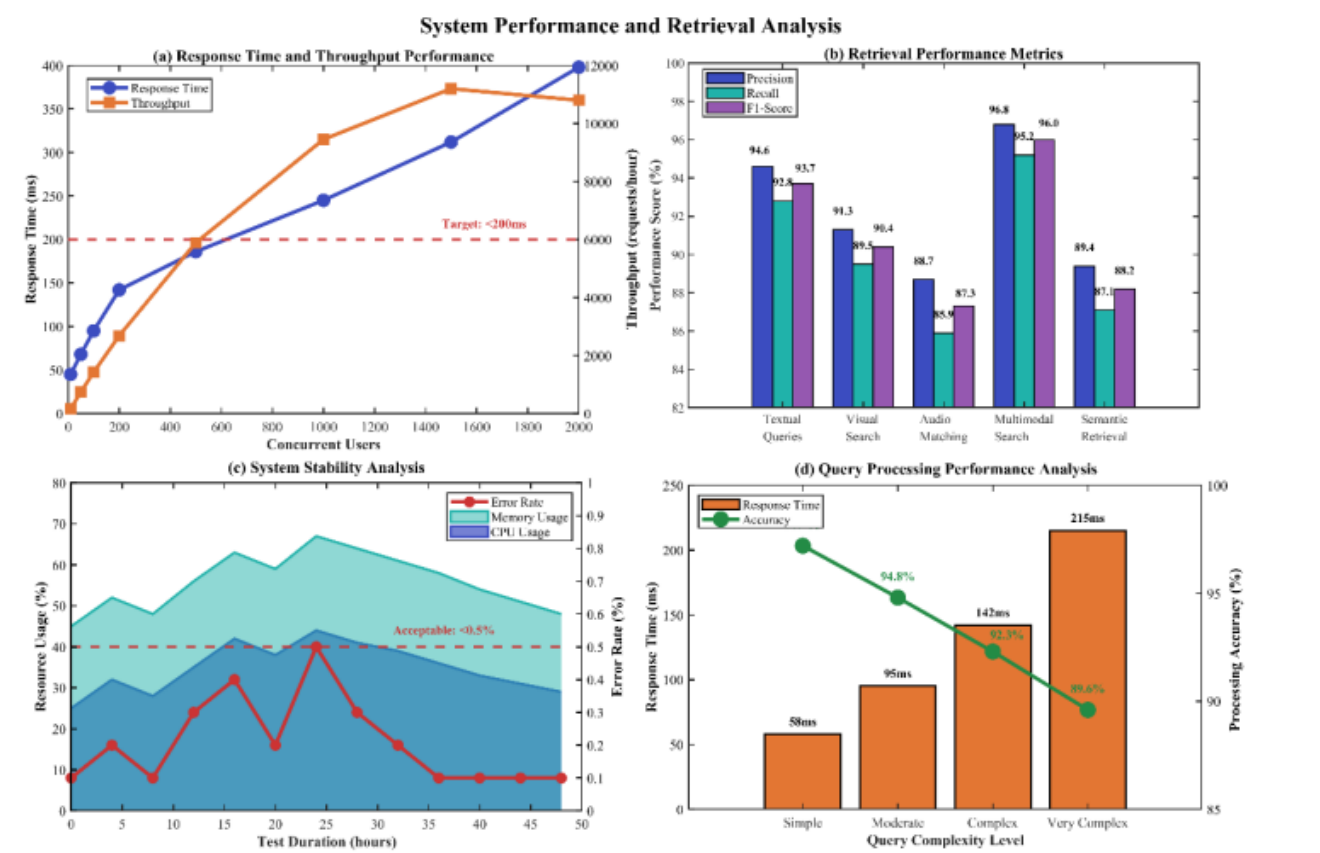 System Performance and Retrieval Analysis
(a) Response Time and Throughput Performance
Response Time
Throughput
400
350
300
250
200
150
100
50
0
12000
10000
8000
6000
4000
2000
0
Target: <200ms
0 200 400 600 800 1000 1200 1400 1600 1800 2000
Response Time (ms)
Throughput (requests/hour)
Concurrent Users
(b) Retrieval Performance Metrics
Precision
Recall
F1-Score
100
98
96
94
92
90
88
86
84
82
94.6
92.8
93.7
91.3
89.5
90.4
88.7
85.9
87.3
96.8
95.2
96.0
89.4
87.1
88.2
Performance Score (%)
Textual Queries
Visual Search
Audio Matching
Multimodal Search
Semantic Retrieval
(c) System Stability Analysis
Error Rate
Memory Usage
CPU Usage
80
70
60
50
40
30
20
10
0
1
0.9
0.8
0.7
0.6
0.5
0.4
0.3
0.2
0.1
0
Acceptable: <0.5%
0 5 10 15 20 25 30 35 40 45 50
Resource Usage (%)
Error Rate (%)
Test Duration (hours)
(d) Query Processing Performance Analysis
Response Time
Accuracy
250
200
150
100
50
0
100
95
90
85
58ms
95ms
142ms
215ms
94.8%
92.3%
89.6%
Response Time (ms)
Processing Accuracy (%)
Simple Moderate Complex Very Complex
Query Complexity Level